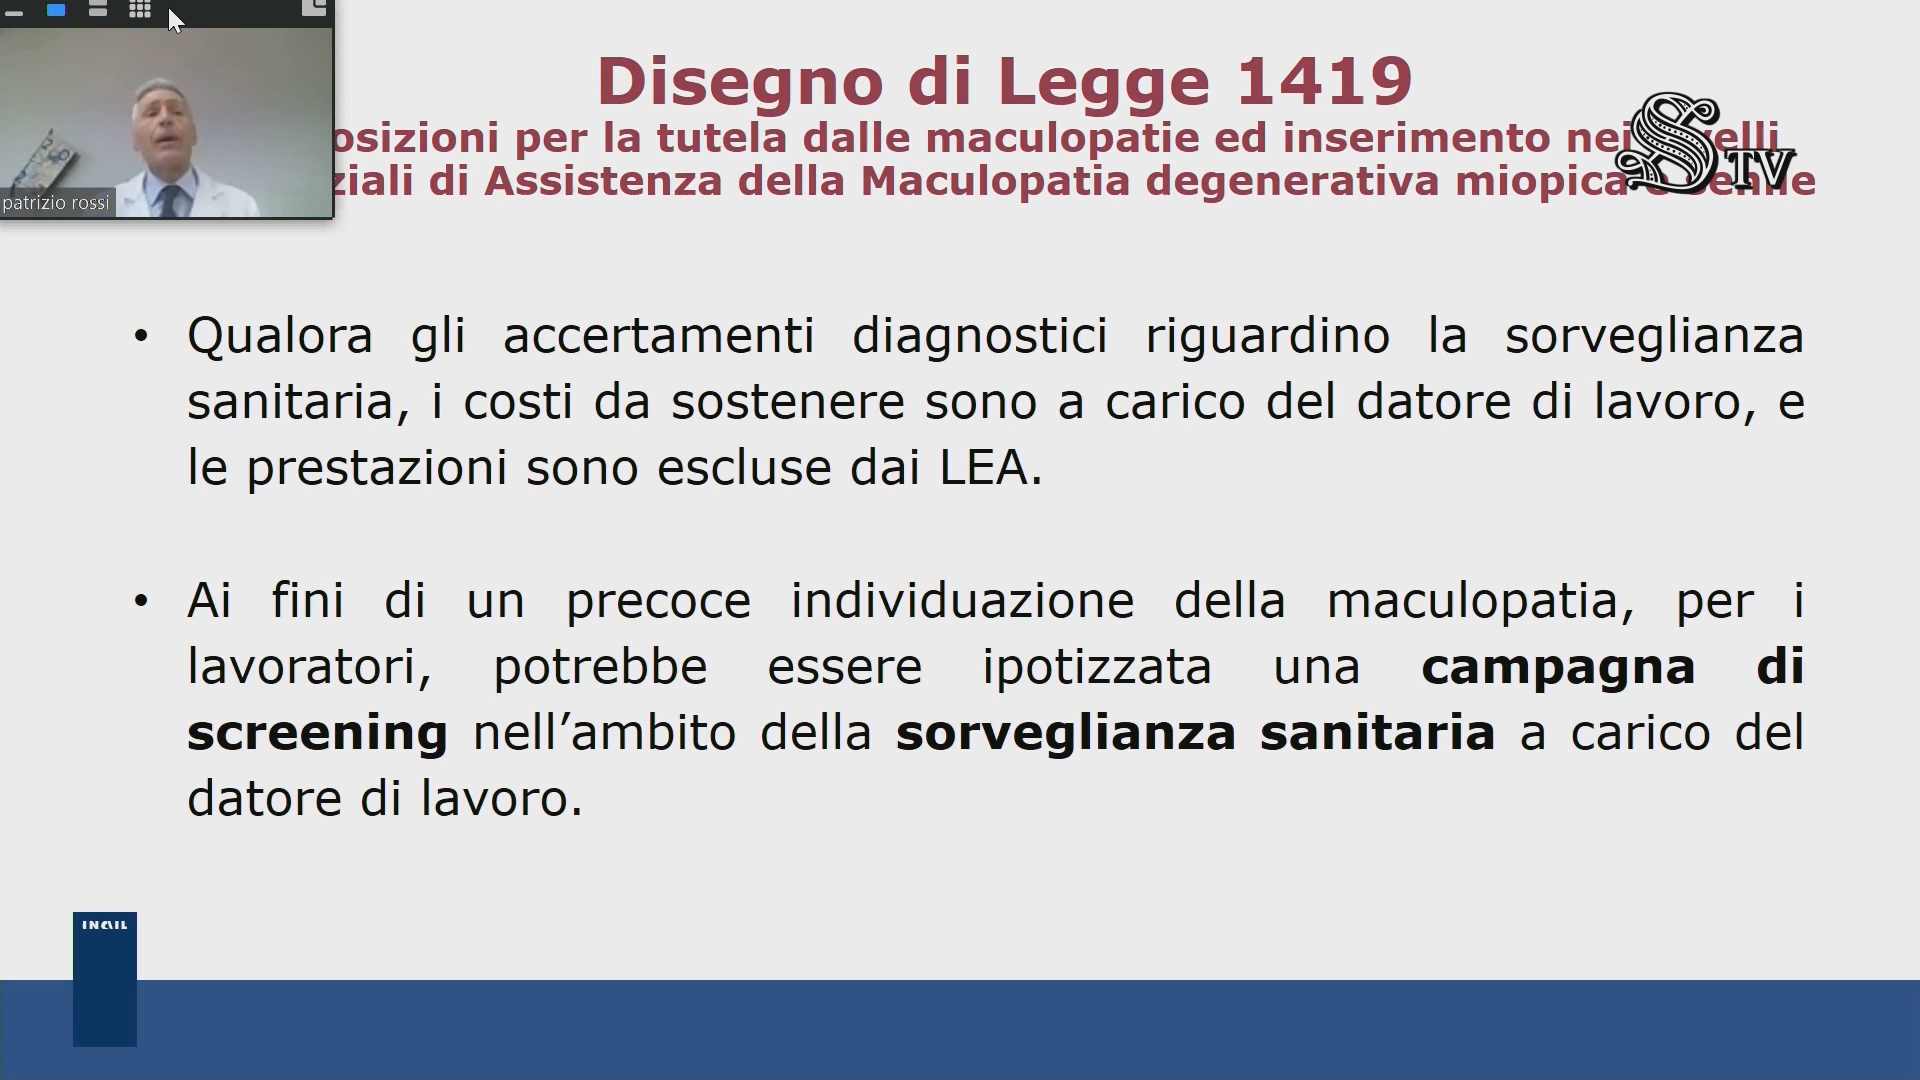 Disegno di Legge 1419
osizioni per la tutela dalle maculopatie ed inserimento nei velli
ziali di Assistenza della Maculopatia degenerativa miopica e senile
STV
patrizio rossi
• Qualora gli accertamenti diagnostici riguardino la sorveglianza
sanitaria, i costi da sostenere sono a carico del datore di lavoro, e
le prestazioni sono escluse dai LEA.
• Ai fini di un precoce individuazione della maculopatia, per i
lavoratori, potrebbe essere ipotizzata una campagna di
screening nell’ambito della sorveglianza sanitaria a carico del
datore di lavoro.
INAIL